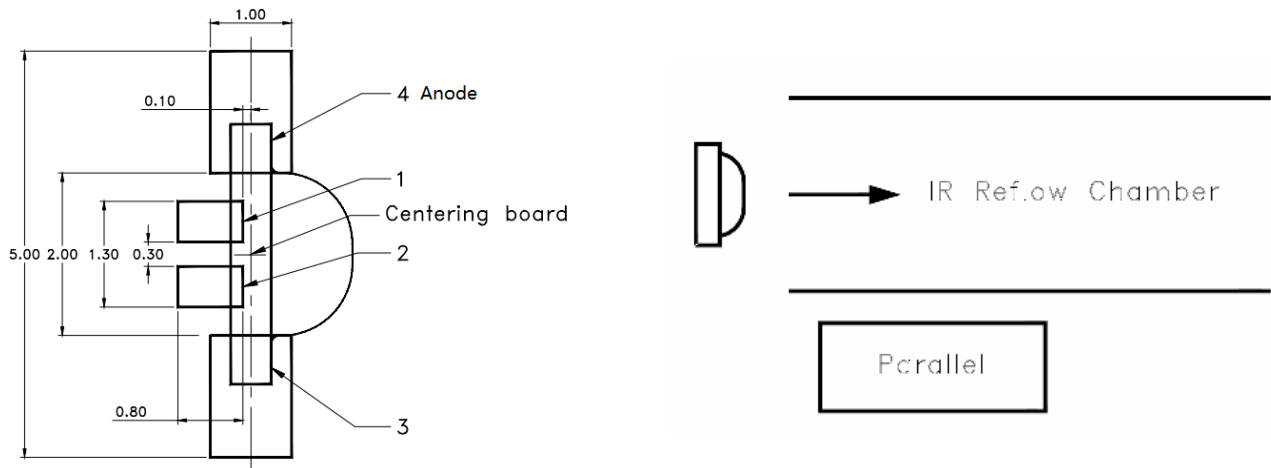 1.00
0.10
4 Anode
1
Centering board
5.00 2.00 1.30 0.30
2
0.80
3
IR Ref.ow Chamber
Parallel